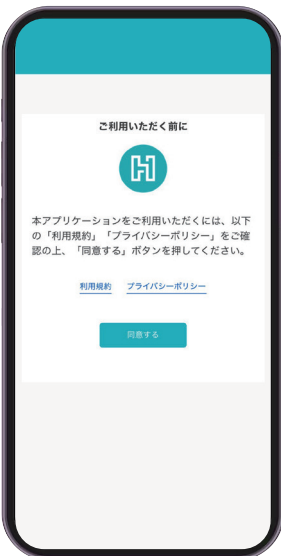 ご利用いただく前に
本アプリケーションをご利用いただくには、以下
の「利用規約」「プライバシーポリシー」をご確
認の上、「同意する」ボタンを押してください。
利用規約 プライバシーポリシー
同意する